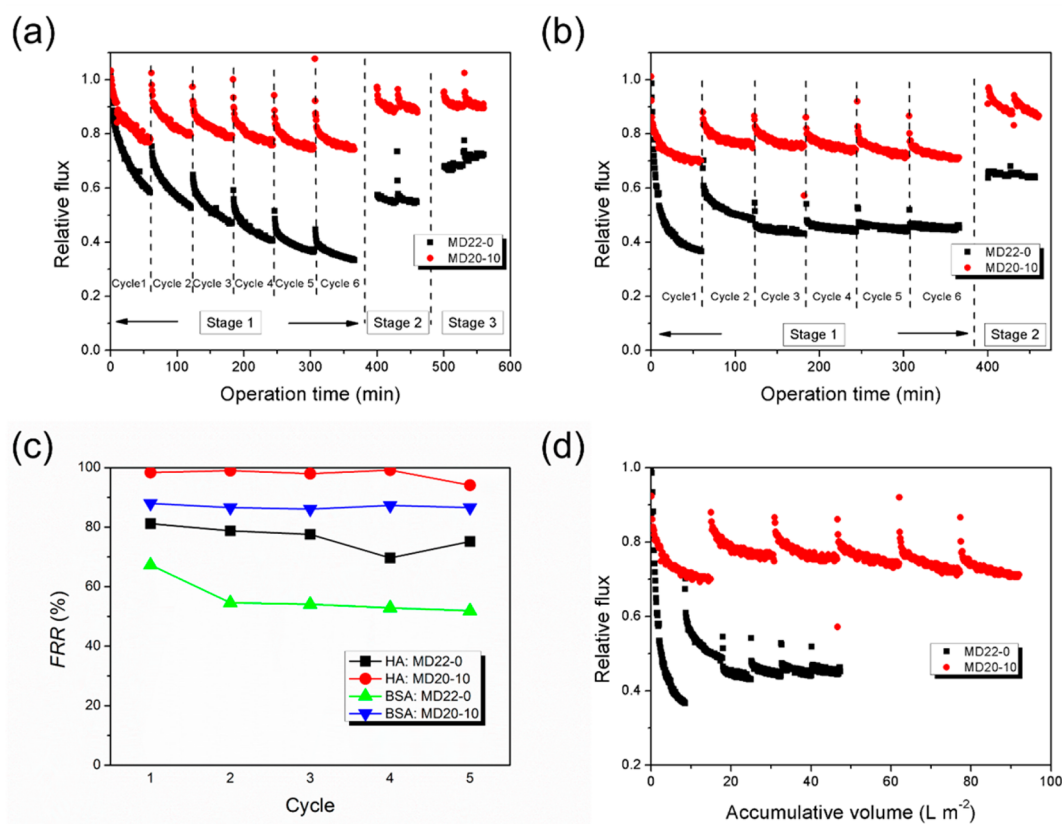 (a)
Relative flux
1.0
0.8
0.6
0.4
0.2
0.0
MD22-0
MD20-10
Cycle1
Cycle 2
Cycle 3
Cycle 4
Cycle 5
Cycle 6
Stage 1
Stage 2
Stage 3
0 100 200 300 400 500 600
Operation time (min)
(b)
Relative flux
1.0
0.8
0.6
0.4
0.2
0.0
MD22-0
MD20-10
Cycle1
Cycle 2
Cycle 3
Cycle 4
Cycle 5
Cycle 6
Stage 1
Stage 2
0 100 200 300 400
Operation time (min)
(c)
FRR (%)
100
80
60
40
20
0
HA: MD22-0
HA: MD20-10
BSA: MD22-0
BSA: MD20-10
1 2 3 4 5
Cycle
(d)
Relative flux
1.0
0.8
0.6
0.4
0.2
MD22-0
MD20-10
0 20 40 60 80 100
Accumulative volume (L m⁻²)